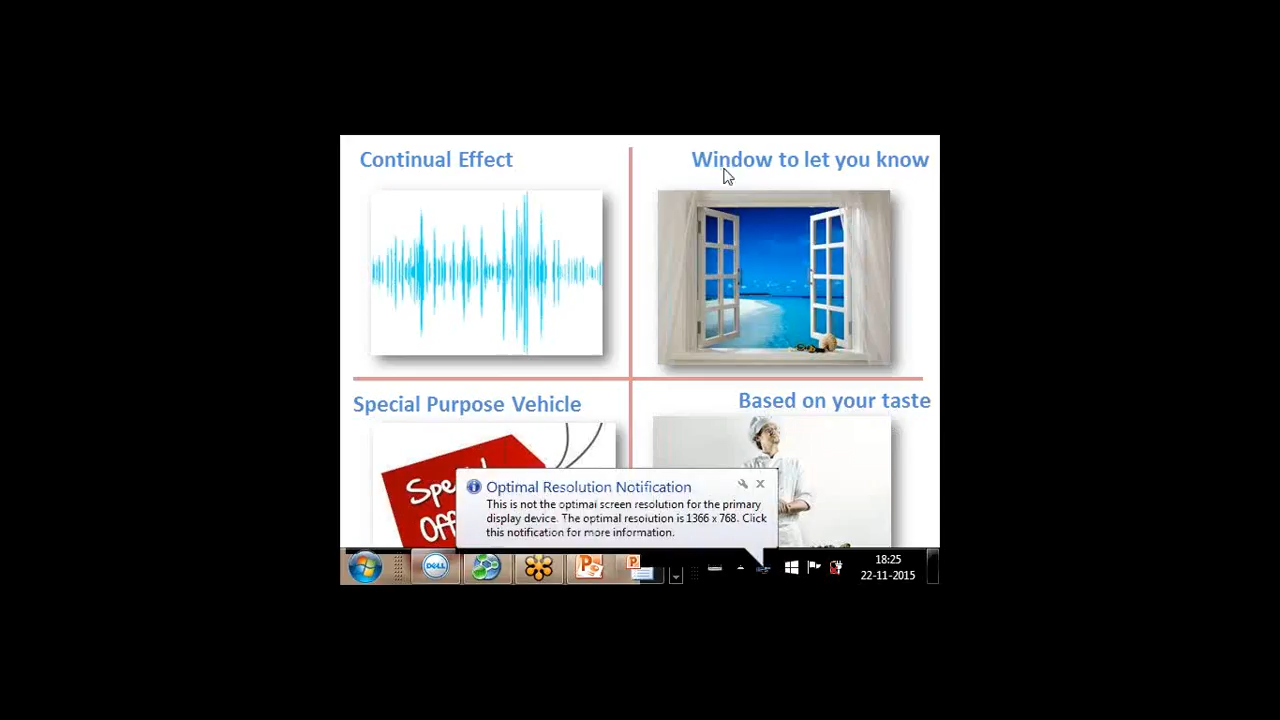 Continual Effect
Window to let you know
Special Purpose Vehicle
Based on your taste
Optimal Resolution Notification
This is not the optimal screen resolution for the primary
display device. The optimal resolution is 1366 x 768. Click
this notification for more information.
DELL
18:25
22-11-2015